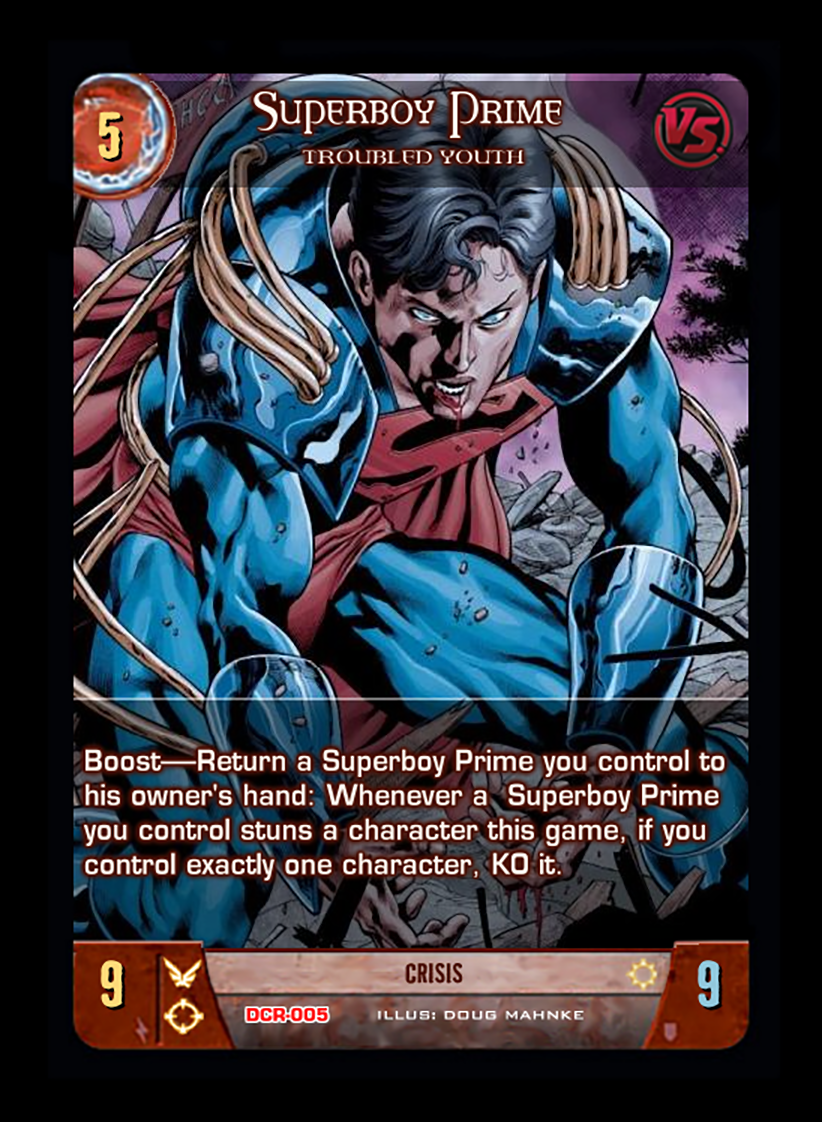 5
SUPERBOY PRIME
TROUBLED YOUTH
VS.
Boost—Return a Superboy Prime you control to
his owner's hand: Whenever a Superboy Prime
you control stuns a character this game, if you
control exactly one character, KO it.
9
CRISIS
9
DCR-005
ILLUS: DOUG MAHNKE